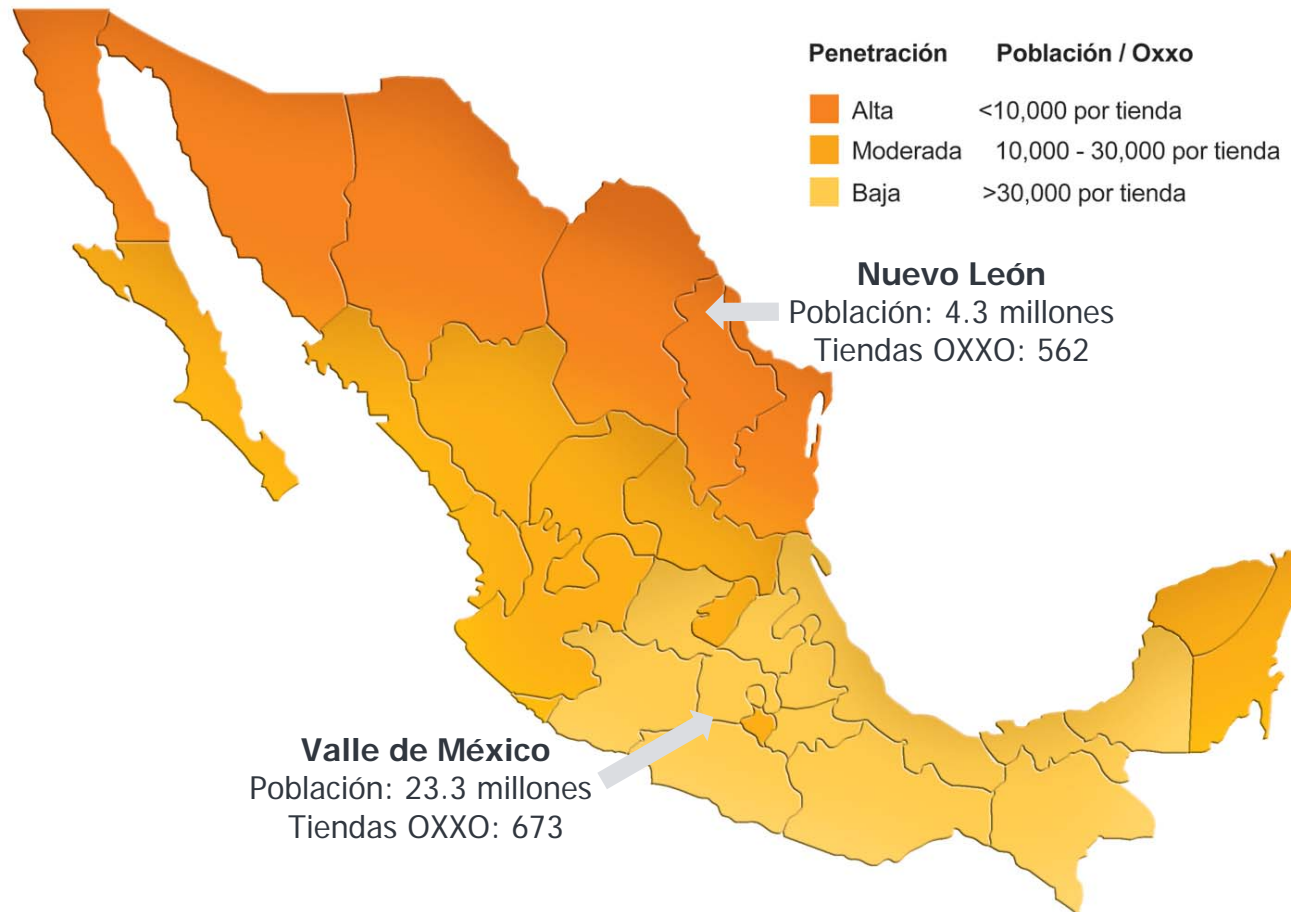 Penetración Población / Oxxo
Alta <10,000 por tienda
Moderada 10,000 - 30,000 por tienda
Baja >30,000 por tienda
Nuevo León
Población: 4.3 millones
Tiendas OXXO: 562
Valle de México
Población: 23.3 millones
Tiendas OXXO: 673